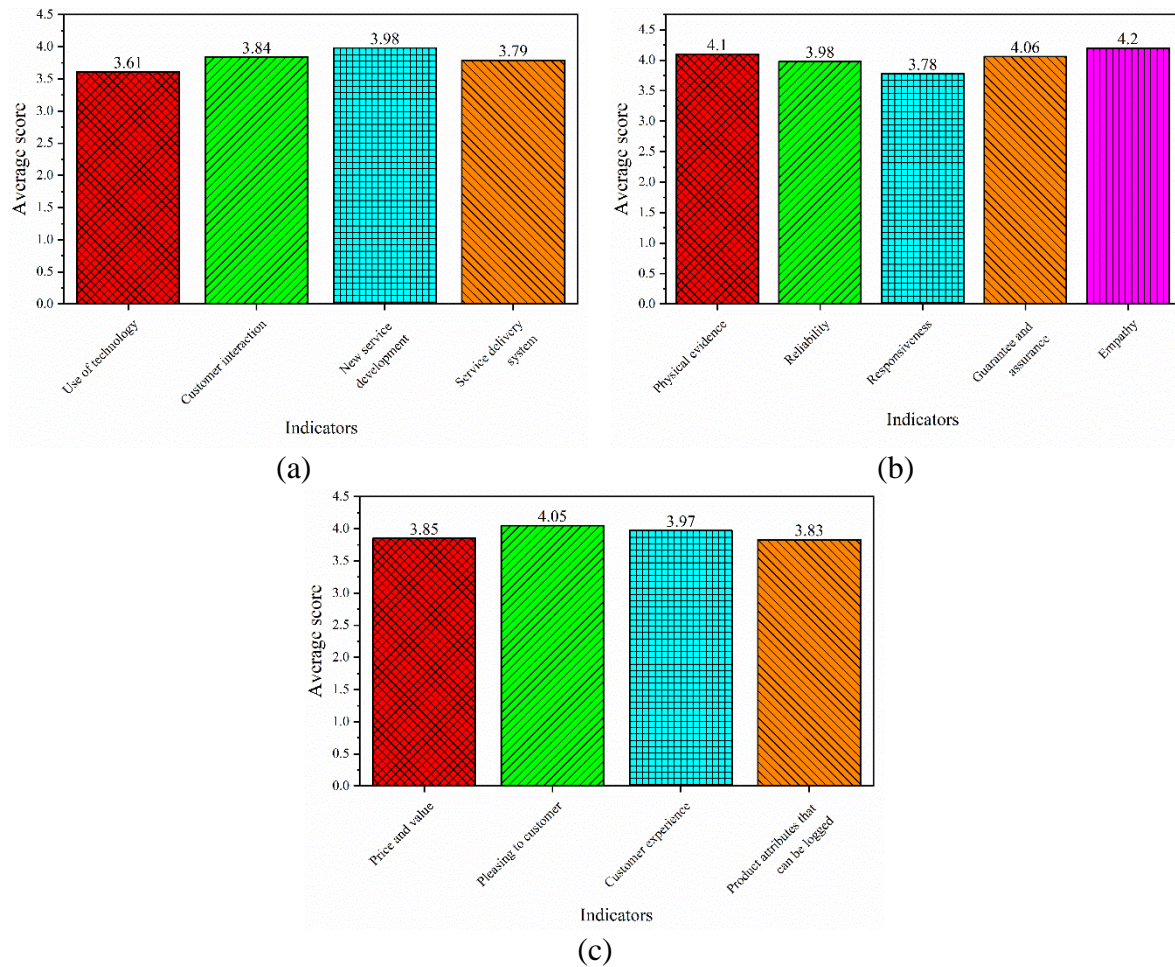 4.5
4.0
3.5
3.0
2.5
2.0
1.5
1.0
0.5
0.0
Average score
3.61
3.84
3.98
3.79
Use of technology
Customer interaction
New service
development
Service delivery
system
Indicators
(a)
4.5
4.0
3.5
3.0
2.5
2.0
1.5
1.0
0.5
0.0
Average score
4.1
3.98
3.78
4.06
4.2
Physical evidence
Reliability
Responsiveness
Guarantee and
assurance
Empathy
Indicators
(b)
4.5
4.0
3.5
3.0
2.5
2.0
1.5
1.0
0.5
0.0
Average score
3.85
4.05
3.97
3.83
Price and value
Pleasing to customer
Customer experience
Product attributes that
can be logged
Indicators
(c)